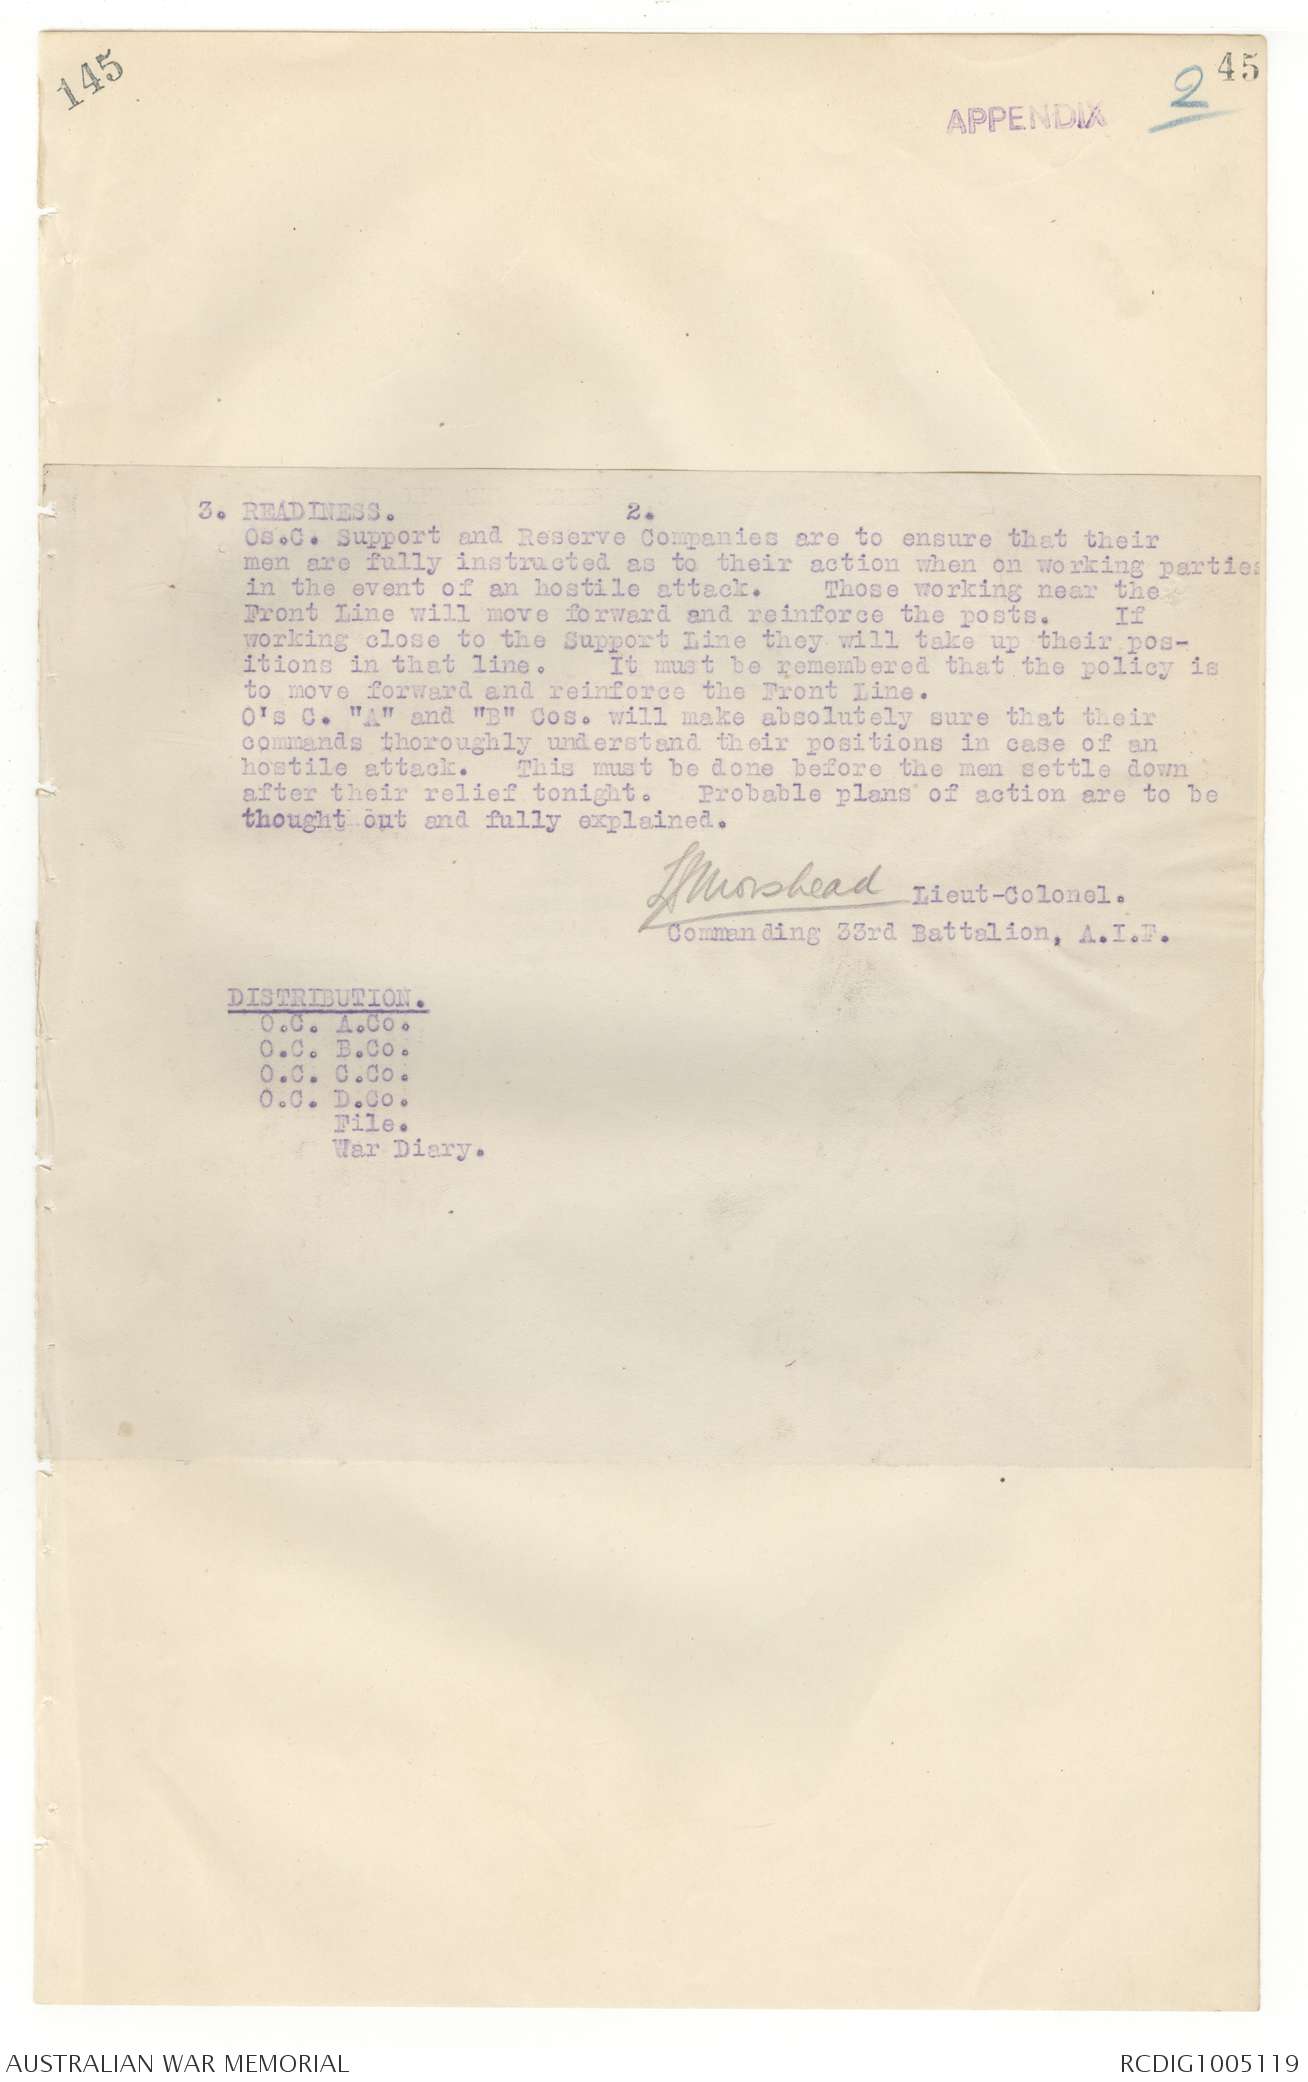 145
45
APPENDIX 2
3. READINESS. 2.
Os.C. Support and Reserve Companies are to ensure that their
men are fully instructed as to their action when on working parties
in the event of an hostile attack. Those working near the
Front Line will move forward and reinforce the posts. If
working close to the Support Line they will take up their pos-
itions in that line. It must be remembered that the policy is
to move forward and reinforce the Front Line.
O's C. "A" and "B" Cos. will make absolutely sure that their
commands thoroughly understand their positions in case of an
hostile attack. This must be done before the men settle down
after their relief tonight. Probable plans of action are to be
thought out and fully explained.
LJMorshead Lieut-Colonel.
Commanding 33rd Battalion, A.I.F.
DISTRIBUTION.
O.C. A.Co.
O.C. B.Co.
O.C. C.Co.
O.C. D.Co.
File.
War Diary.
AUSTRALIAN WAR MEMORIAL
RCDIG1005119